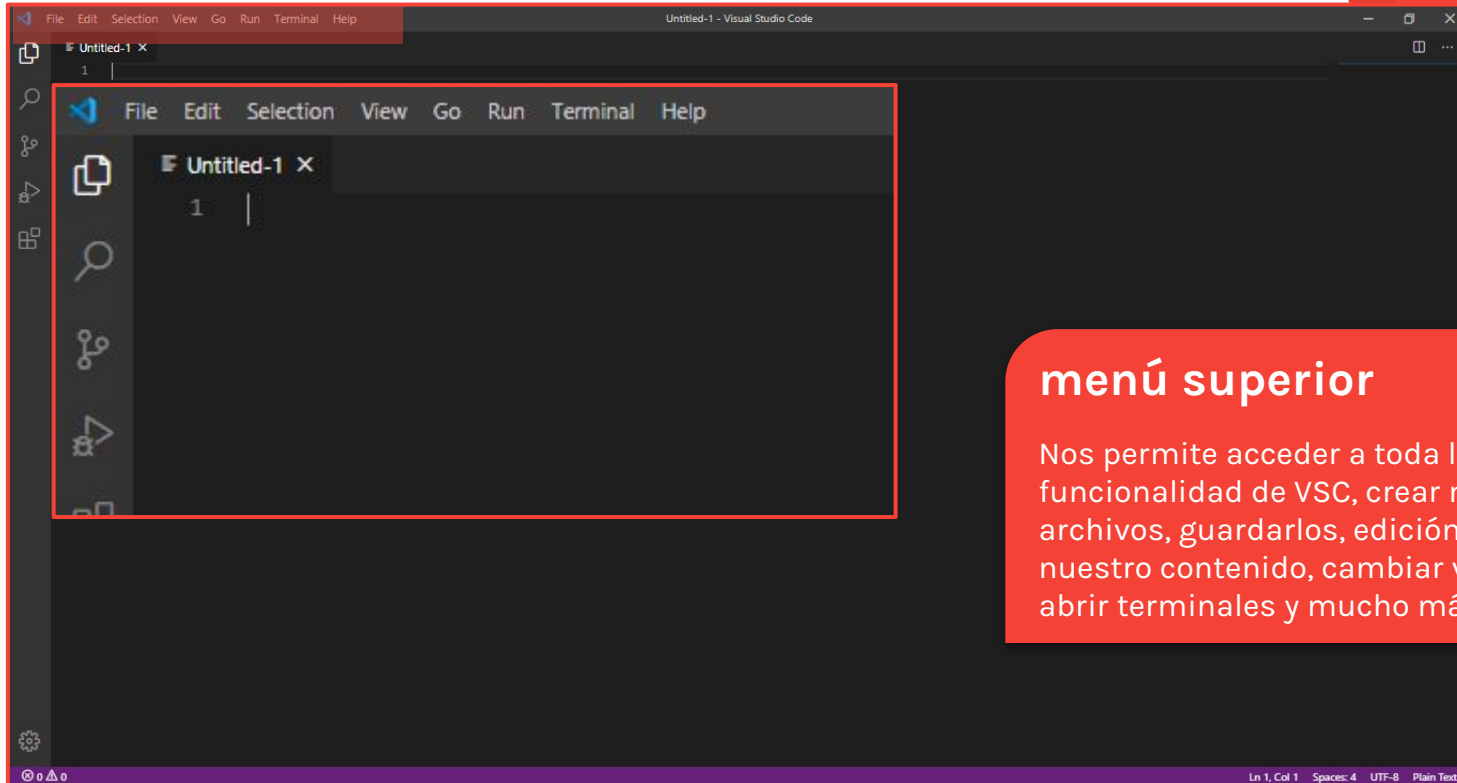 File Edit Selection View Go Run Terminal Help
Untitled-1 - Visual Studio Code
Untitled-1
1
File Edit Selection View Go Run Terminal Help
Untitled-1
1
menú superior
Nos permite acceder a toda
funcionalidad de VSC, crear
archivos, guardarlos, edición
nuestro contenido, cambiar
abrir terminales y mucho
0 0
Ln 1, Col 1 Spaces: 4 UTF-8 Plain Text